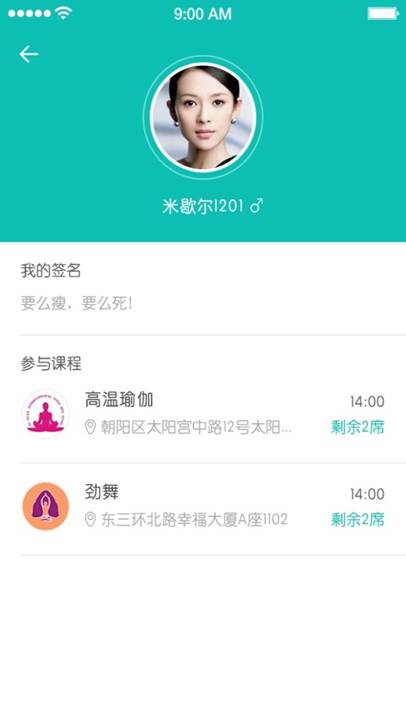 9:00 AM
米歇尔1201
我的签名
要么瘦，要么死！
参与课程
高温瑜伽
14:00
朝阳区太阳宫中路12号太阳...
剩余2席
劲舞
14:00
东三环北路幸福大厦A座1102
剩余2席